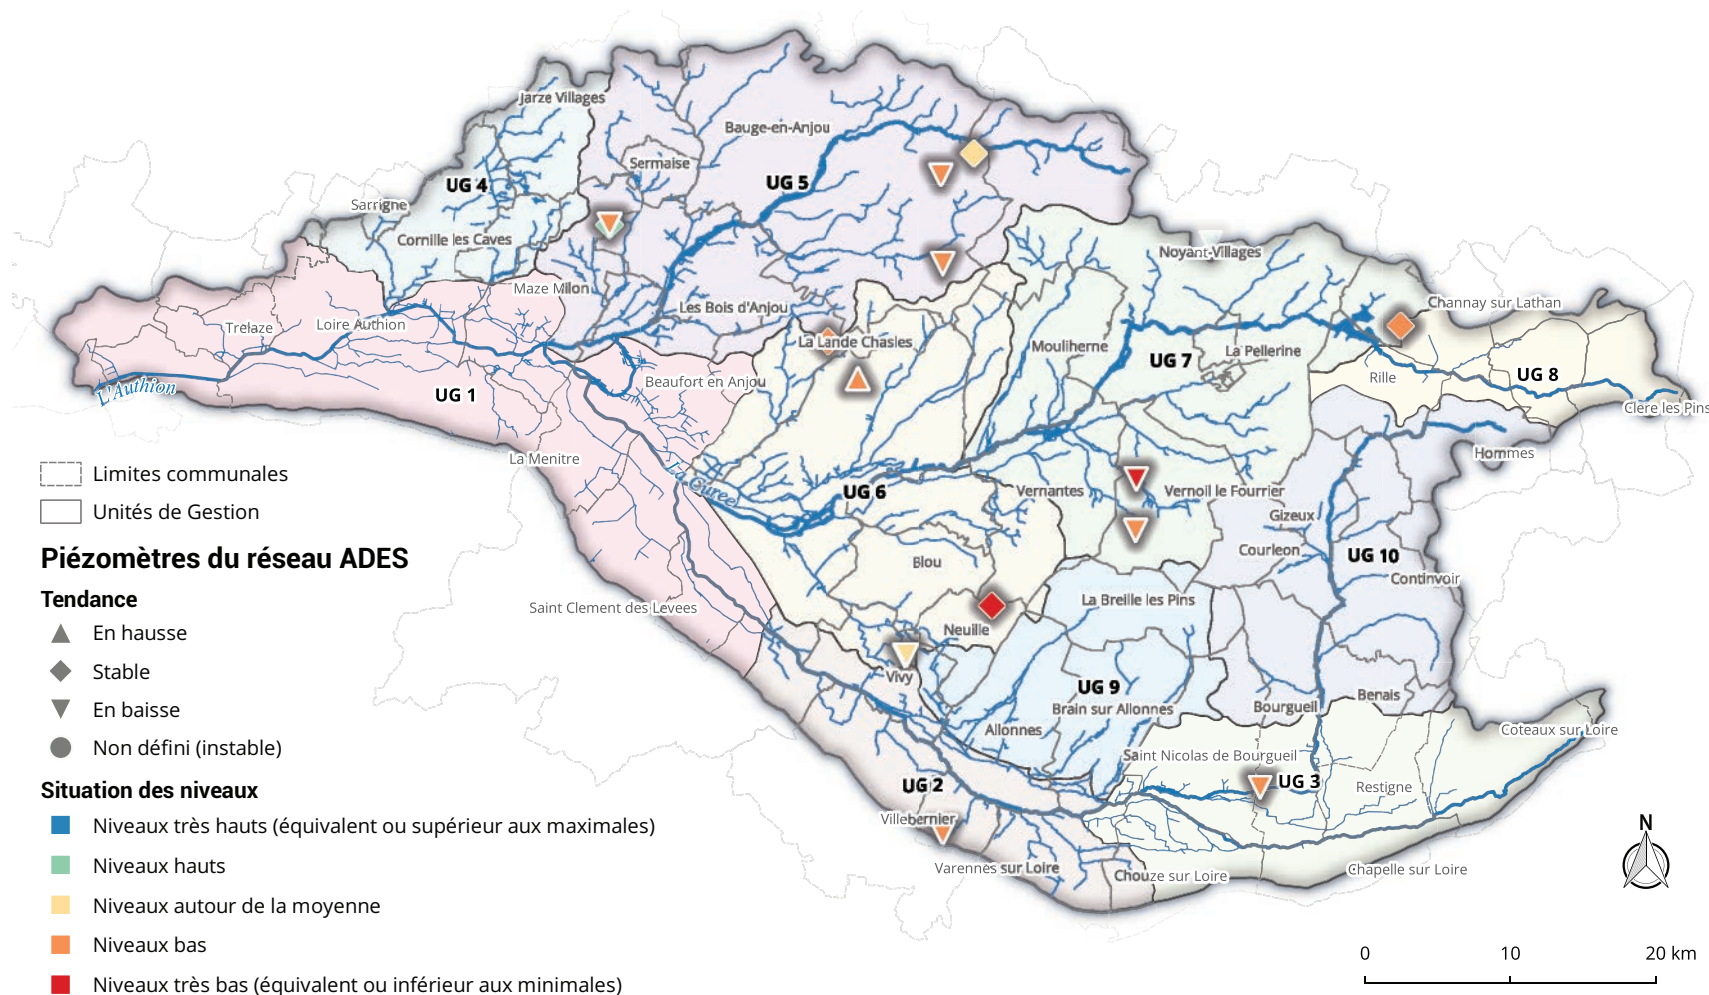 Jarze Villages
Bauge-en-Anjou
Sermaise
UG 4
UG 5
Sarrigne
Cornille les Caves
Noyant-Villages
Maze Milon
Les Bois d'Anjou
Channay sur Lathan
Trelaze
Loire Authion
La Lande Chasles
Mouliherne
La Pellerine
UG 7
UG 8
Rille
L'Authion
UG 1
Beaufort en Anjou
Clere les Pins
La Menitre
Hommes
La Curee
UG 6
Vernantes
Vernoil le Fourrier
Gizeux
Courleon
UG 10
Continvoir
Blou
La Breille les Pins
Saint Clement des Levees
Neuille
Vivy
UG 9
Brain sur Allonnes
Benais
Bourgueil
Allonnes
Coteaux sur Loire
Saint Nicolas de Bourgueil
UG 2
UG 3
Restigne
Villebernier
Varennes sur Loire
Chouze sur Loire
Chapelle sur Loire
Limites communales
Unités de Gestion
Piézomètres du réseau ADES
Tendance
En hausse
Stable
En baisse
Non défini (instable)
Situation des niveaux
Niveaux très hauts (équivalent ou supérieur aux maximales)
Niveaux hauts
Niveaux autour de la moyenne
Niveaux bas
Niveaux très bas (équivalent ou inférieur aux minimales)
N
0 10 20 km